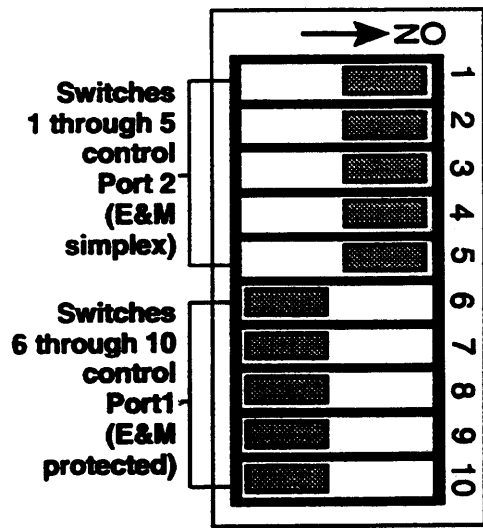 ON
1
2
3
4
5
6
7
8
9
10
Switches
1 through 5
control
Port 2
(E&M
simplex)
Switches
6 through 10
control
Port1
(E&M
protected)